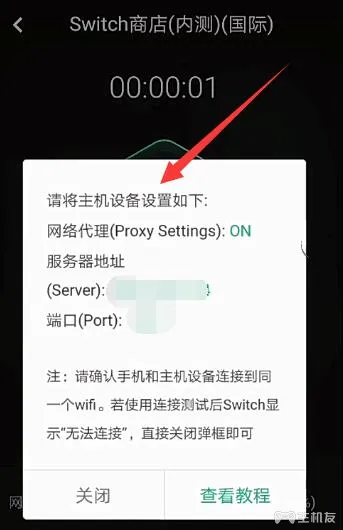 Switch商店(内测)(国际)
00:00:01
请将主机设备设置如下:
网络代理(Proxy Settings): ON
服务器地址
(Server):
端口(Port):
注：请确认手机和主机设备连接到同
一个wifi。若使用连接测试后Switch显
示“无法连接”，直接关闭弹框即可
关闭
查看教程
网
%)
主机友